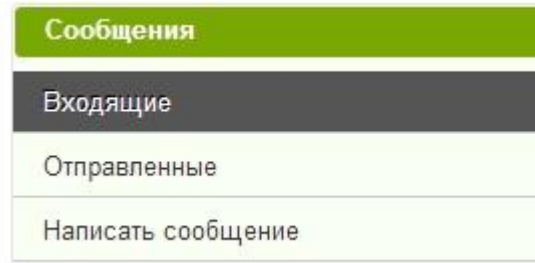 Сообщения
Входящие
Отправленные
Написать сообщение